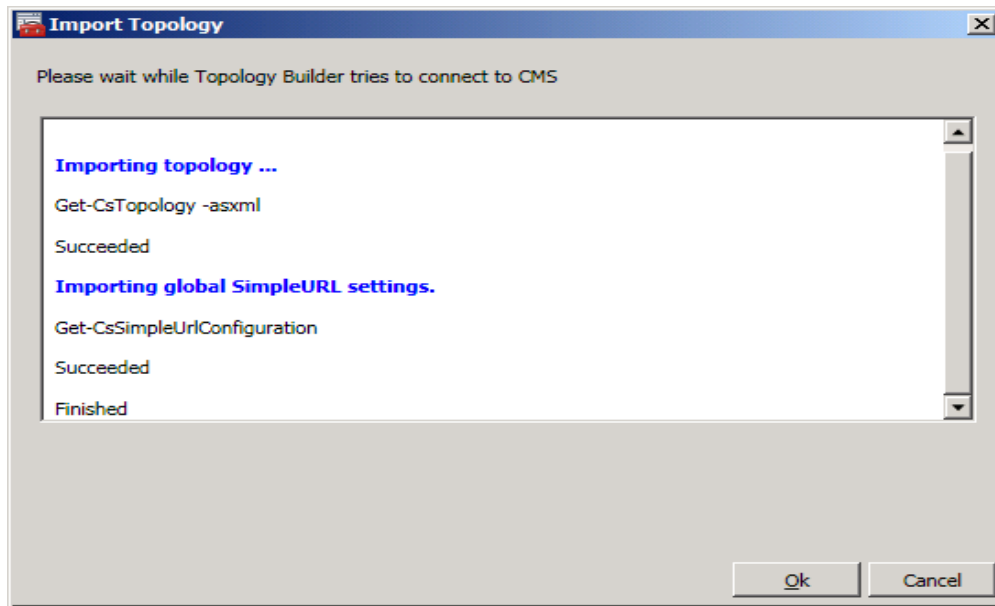 Import Topology
Please wait while Topology Builder tries to connect to CMS
Importing topology ...
Get-CsTopology -asxml
Succeeded
Importing global SimpleURL settings.
Get-CsSimpleUrlConfiguration
Succeeded
Finished
Ok
Cancel